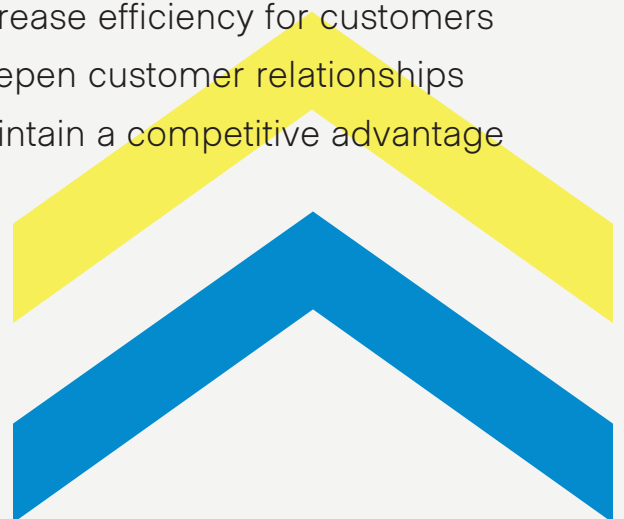 rease efficiency for customers
epen customer relationships
intain a competitive advantage